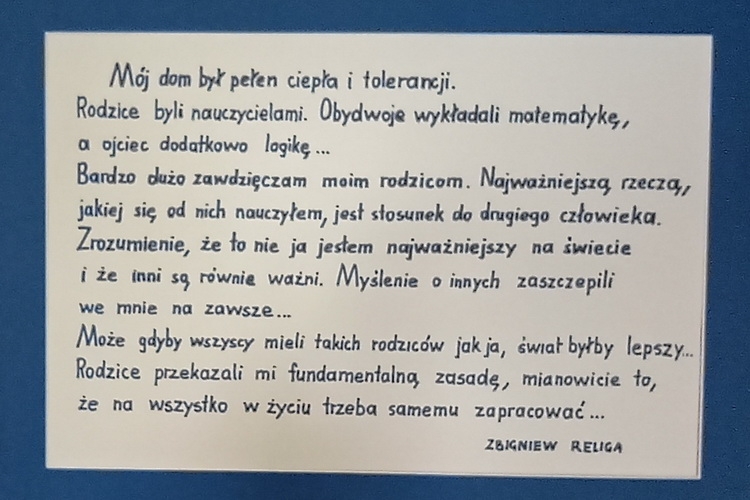 Mój dom był pełen ciepła i tolerancji.
Rodzice byli nauczycielami. Obydwoje wykładali matematykę,
a ojciec dodatkowo logikę...
Bardzo dużo zawdzięczam moim rodzicom. Najważniejszą rzeczą,
jakiej się od nich nauczyłem, jest stosunek do drugiego człowieka.
Zrozumienie, że to nie ja jestem najważniejszy na świecie
i że inni są równie ważni. Myślenie o innych zaszczepili
we mnie na zawsze...
Może gdyby wszyscy mieli takich rodziców jak ja, świat byłby lepszy...
Rodzice przekazali mi fundamentalną zasadę, mianowicie to,
że na wszystko w życiu trzeba samemu zapracować...
ZBIGNIEW RELIGA